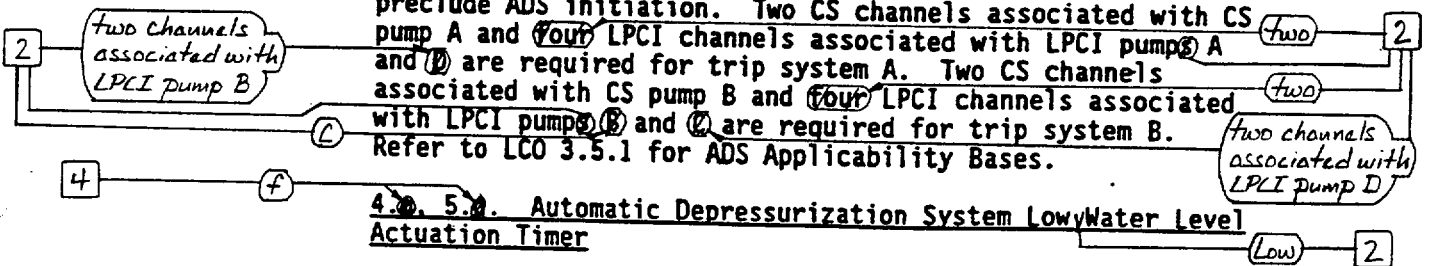 preclude ADS initiation. Two CS channels associated with CS
pump A and four LPCI channels associated with LPCI pumps A
and D are required for trip system A. Two CS channels
associated with CS pump B and four LPCI channels associated
with LPCI pumps B and C are required for trip system B.
Refer to LCO 3.5.1 for ADS Applicability Bases.
2
two channels
associated with
LPCI pump B
two
2
two
C
two channels
associated with
LPCI pump D
4
f
4. , 5. . Automatic Depressurization System Low Water Level
Actuation Timer
Low
2